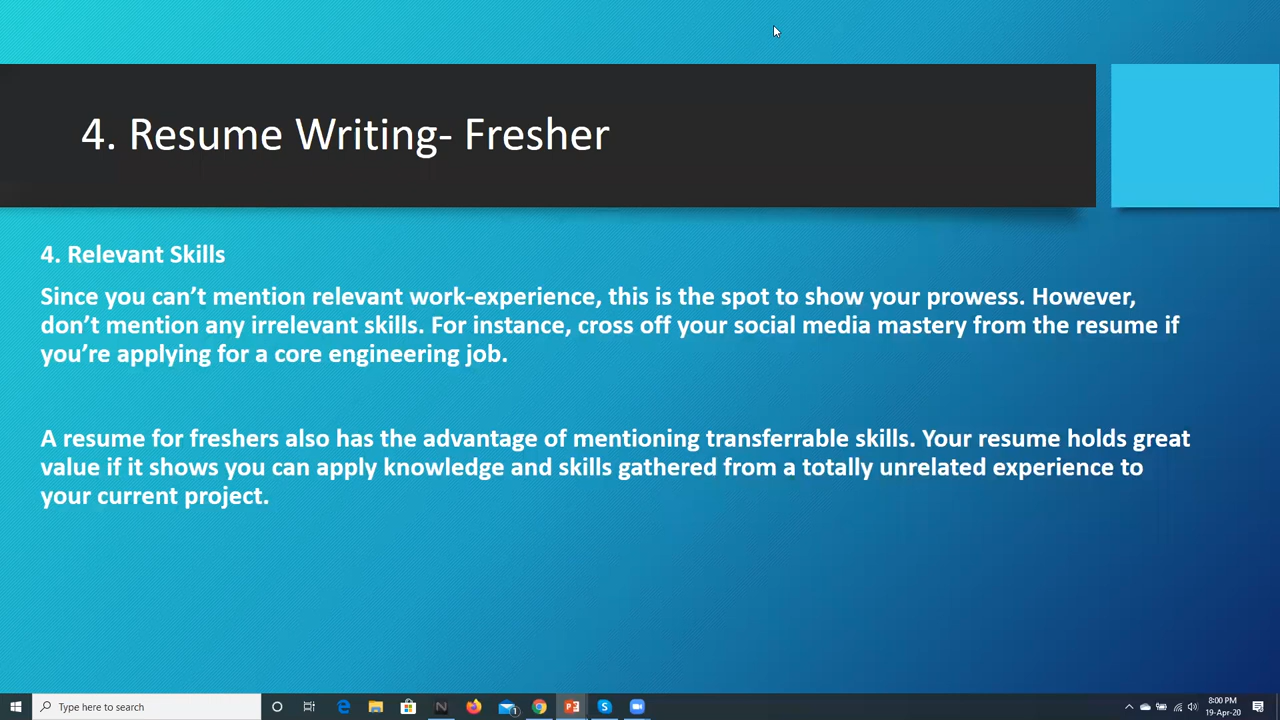 4. Resume Writing- Fresher
4. Relevant Skills
Since you can’t mention relevant work-experience, this is the spot to show your prowess. However,
don’t mention any irrelevant skills. For instance, cross off your social media mastery from the resume if
you’re applying for a core engineering job.
A resume for freshers also has the advantage of mentioning transferrable skills. Your resume holds great
value if it shows you can apply knowledge and skills gathered from a totally unrelated experience to
your current project.
Type here to search
8:00 PM
19-Apr-20